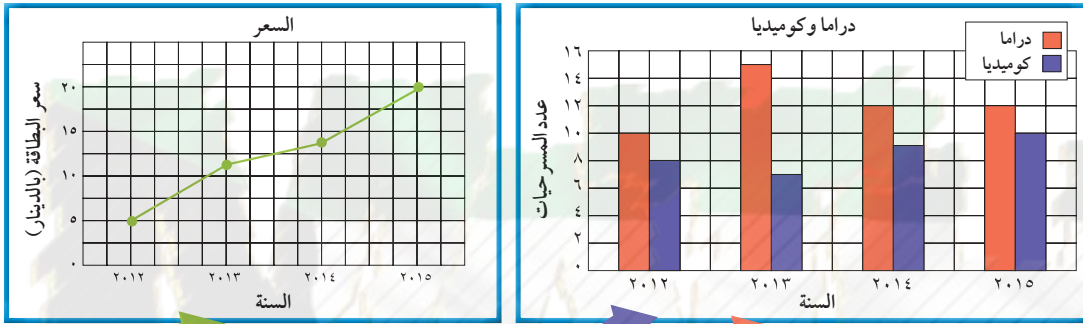 دراما وكوميديا
دراما
كوميديا
عدد المسرحيات
١٦
١٤
١٢
١٠
٨
٦
٤
٢
٠
٢٠١٢ ٢٠١٣ ٢٠١٤ ٢٠١٥
السنة
السعر
سعر البطاقة (بالدينار)
٢٠
١٥
١٠
٥
٠
٢٠١٢ ٢٠١٣ ٢٠١٤ ٢٠١٥
السنة